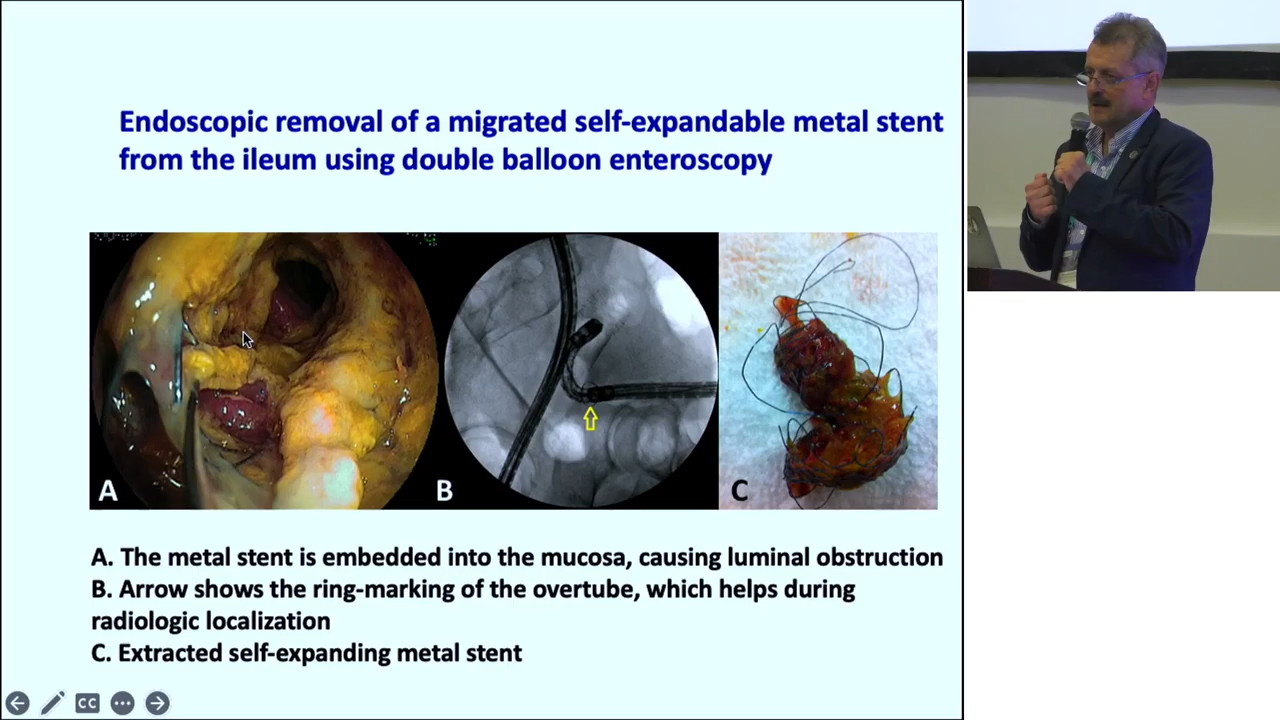 Endoscopic removal of a migrated self-expandable metal stent
from the ileum using double balloon enteroscopy
A
B
C
A. The metal stent is embedded into the mucosa, causing luminal obstruction
B. Arrow shows the ring-marking of the overtube, which helps during
radiologic localization
C. Extracted self-expanding metal stent
CC